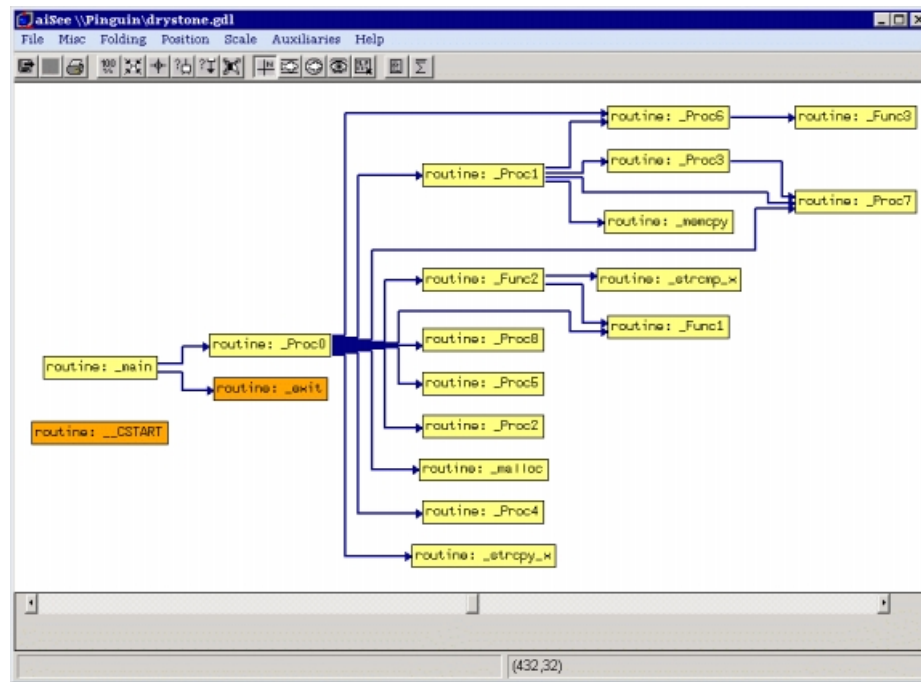 aiSee \\Pinguin\drystone.gdl
File Misc Folding Position Scale Auxiliaries Help
100 %
routine: _Proc6
routine: _Func3
routine: _Proc3
routine: _Proc1
routine: _Proc7
routine: _memcpy
routine: _Func2
routine: _strcmp_x
routine: _Func1
routine: _Proc0
routine: _Proc8
routine: _main
routine: _exit
routine: _Proc5
routine: _Proc2
routine: __CSTART
routine: _malloc
routine: _Proc4
routine: _strcpy_x
(432,32)